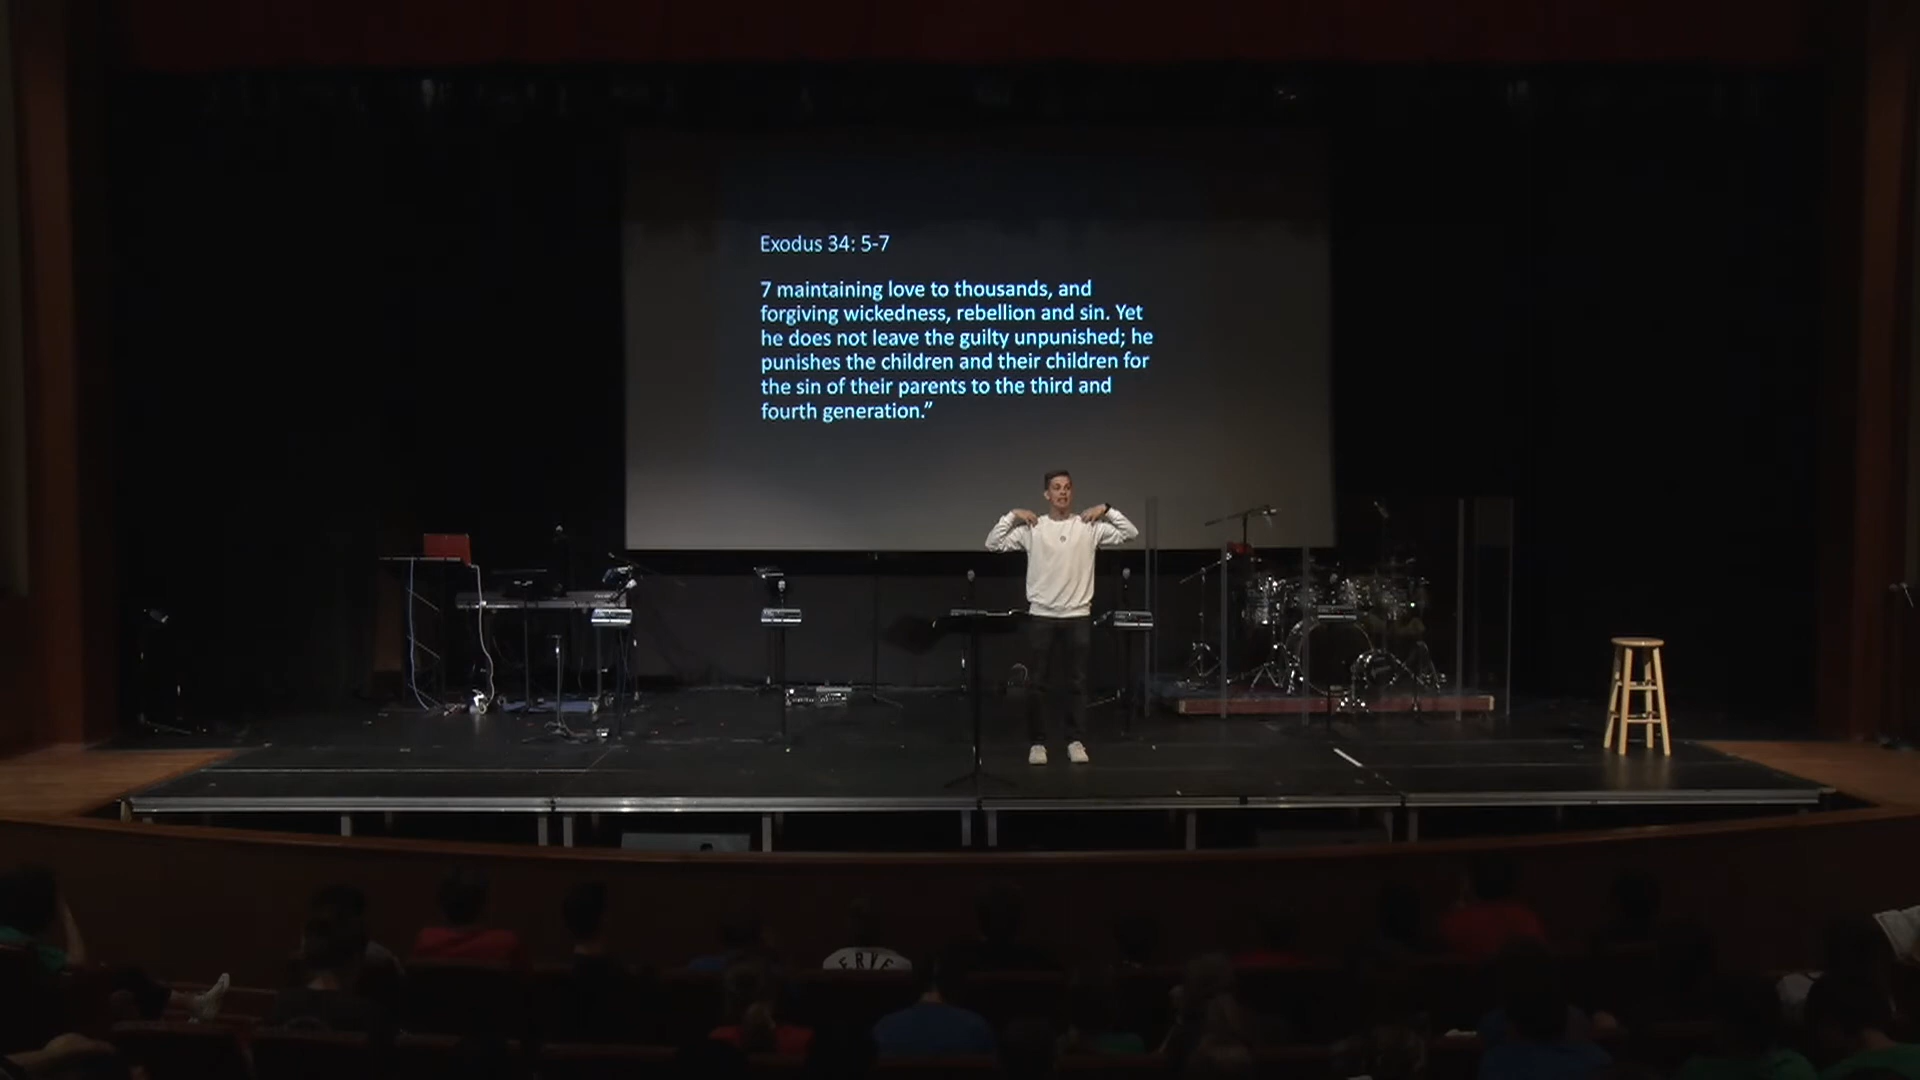 Exodus 34: 5-7
7 maintaining love to thousands, and
forgiving wickedness, rebellion and sin. Yet
he does not leave the guilty unpunished; he
punishes the children and their children for
the sin of their parents to the third and
fourth generation.”